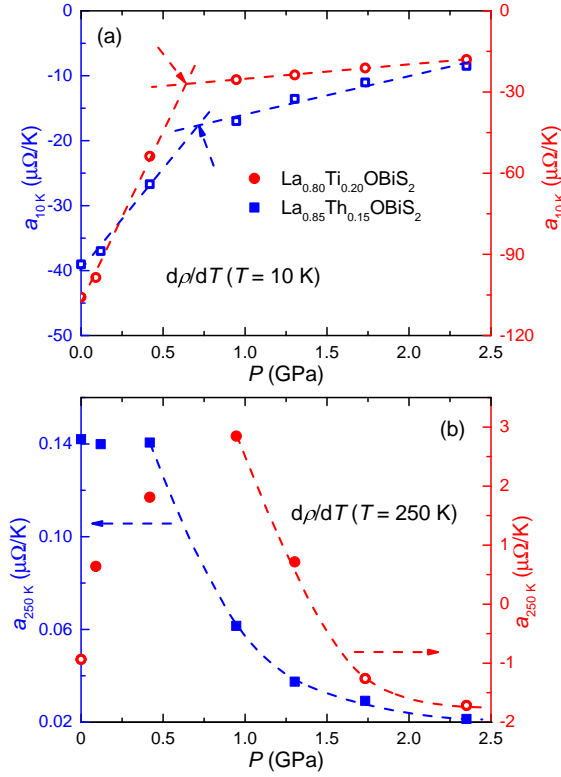 (a)
0
-10
-20
-30
-40
-50
a10 K (μΩ/K)
0
-30
-60
-90
-120
a10 K (μΩ/K)
La0.80Ti0.20OBiS2
La0.85Th0.15OBiS2
dρ/dT (T = 10 K)
0.0 0.5 1.0 1.5 2.0 2.5
P (GPa)
(b)
0.14
0.10
0.06
0.02
a250 K (μΩ/K)
3
2
1
0
-1
-2
a250 K (μΩ/K)
dρ/dT (T = 250 K)
0.0 0.5 1.0 1.5 2.0 2.5
P (GPa)